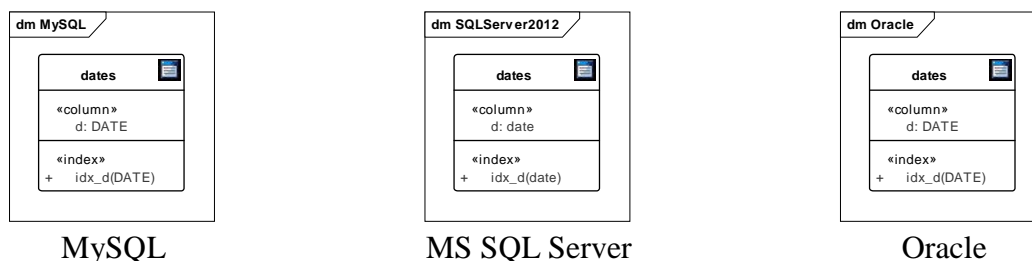 dm MySQL
dates
«column»
d: DATE
«index»
+ idx_d(DATE)
MySQL
dm SQLServer2012
dates
«column»
d: date
«index»
+ idx_d(date)
MS SQL Server
dm Oracle
dates
«column»
d: DATE
«index»
+ idx_d(DATE)
Oracle